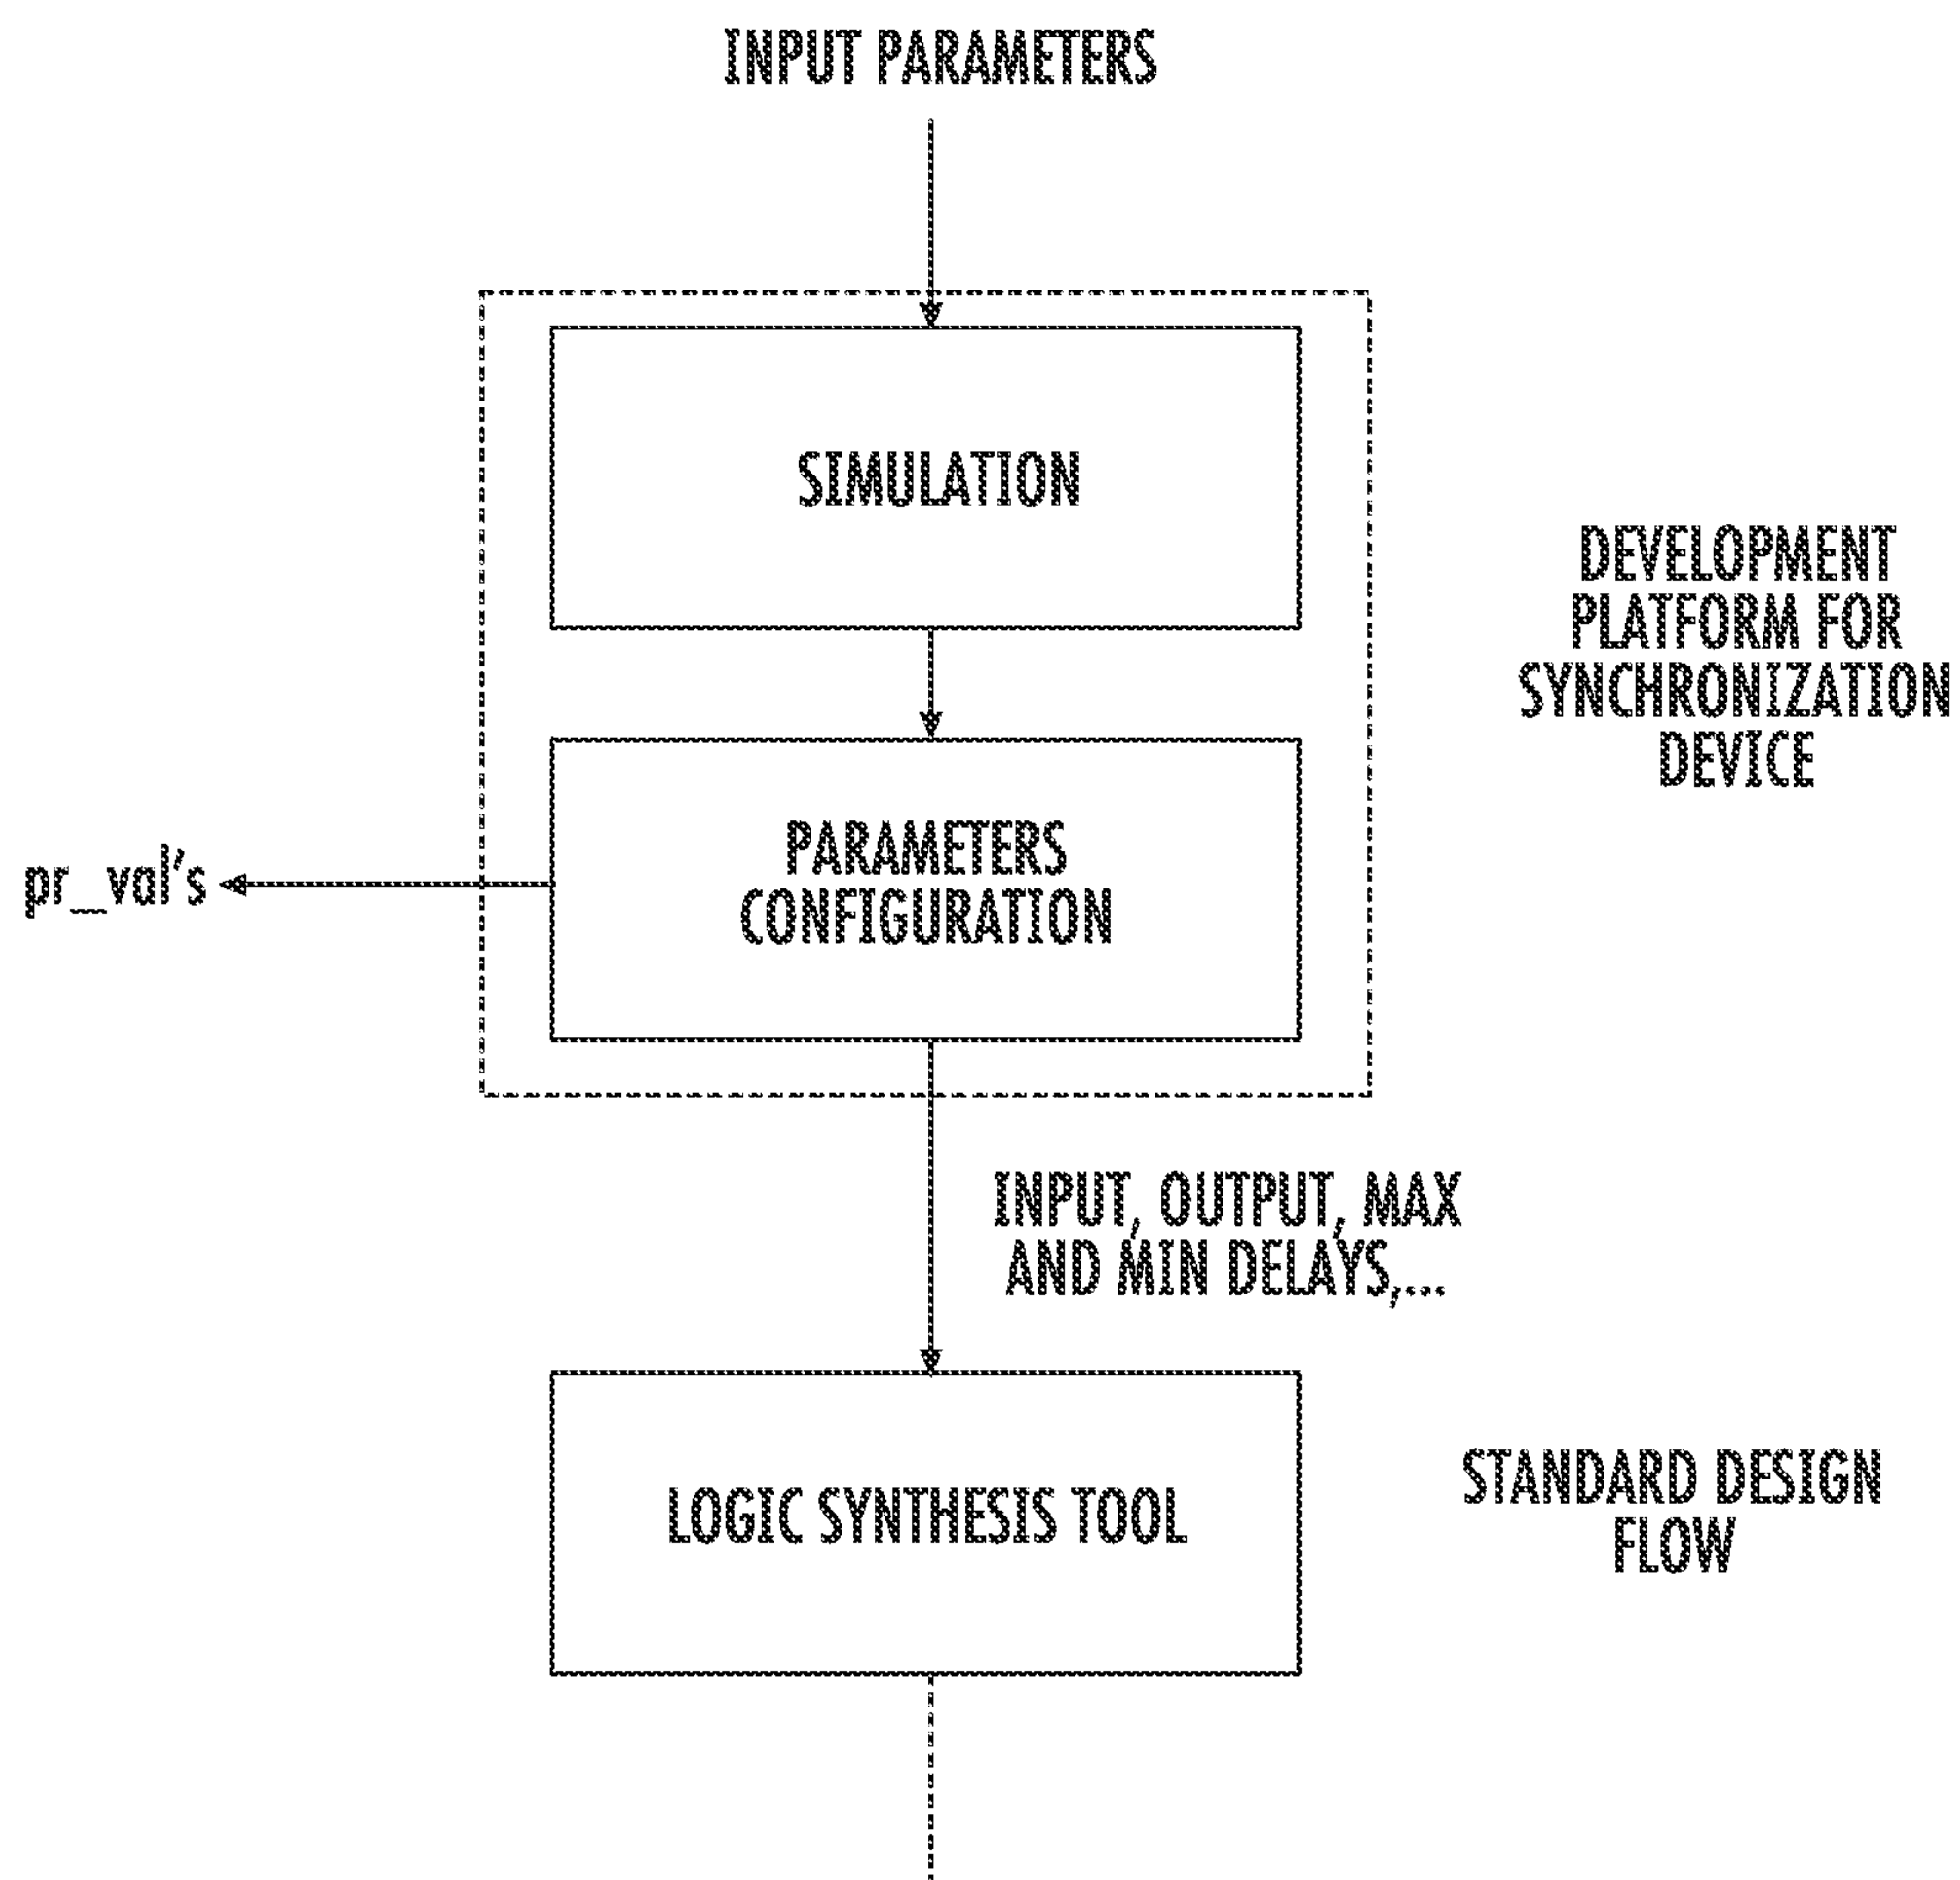 INPUT PARAMETERS
SIMULATION
DEVELOPMENT
PLATFORM FOR
SYNCHRONIZATION
DEVICE
PARAMETERS
CONFIGURATION
pr_val's
INPUT, OUTPUT, MAX
AND MIN DELAYS,...
LOGIC SYNTHESIS TOOL
STANDARD DESIGN
FLOW